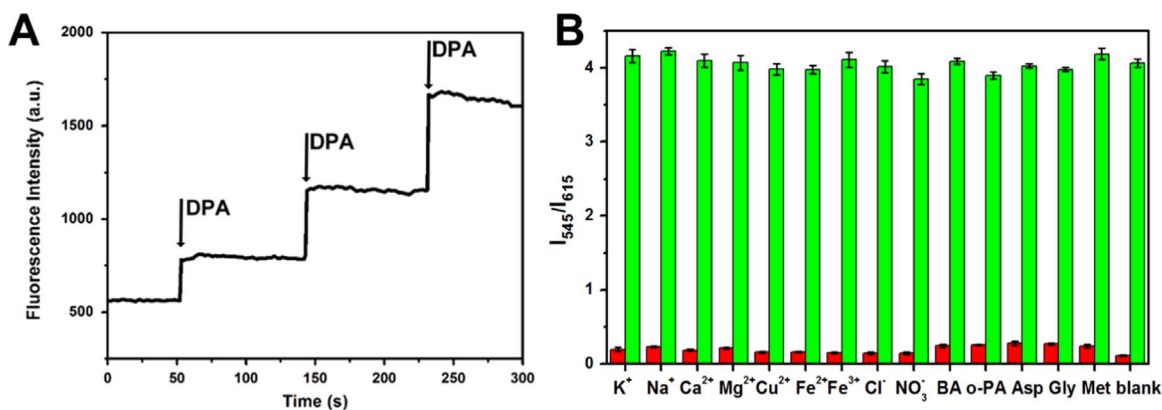 A
2000
1500
1000
500
Fluorescence Intensity (a.u.)
DPA
DPA
DPA
0 50 100 150 200 250 300
Time (s)
B
4
3
2
1
0
I₅₄₅/I₆₁₅
K⁺ Na⁺ Ca²⁺ Mg²⁺ Cu²⁺ Fe²⁺ Fe³⁺ Cl⁻ NO₃⁻ BA o-PA Asp Gly Met blank